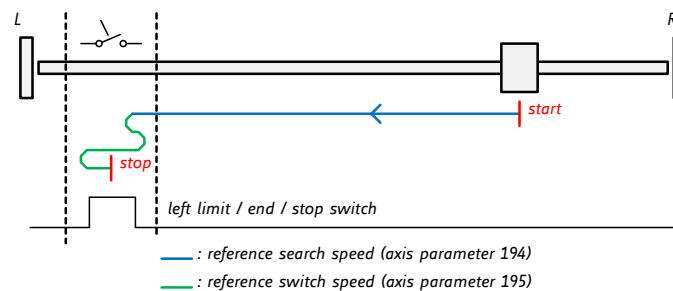 L
R
start
stop
left limit / end / stop switch
: reference search speed (axis parameter 194)
: reference switch speed (axis parameter 195)